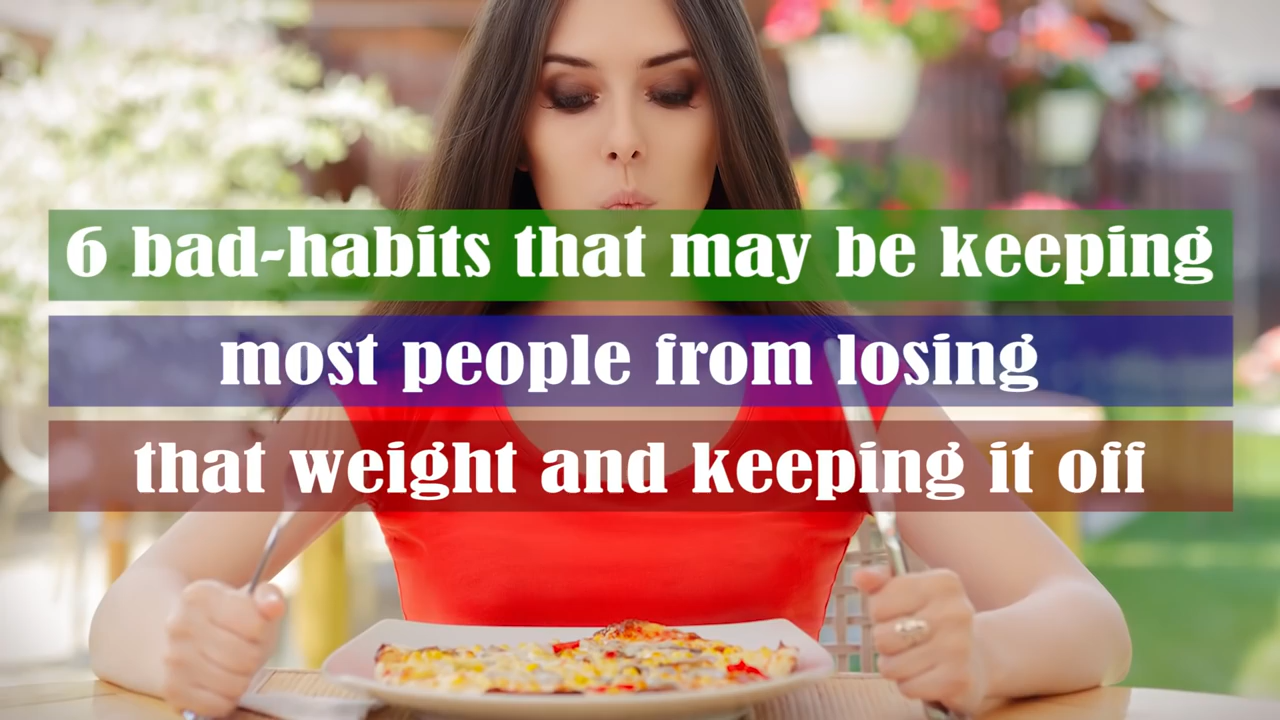 6 bad-habits that may be keeping
most people from losing
that weight and keeping it off